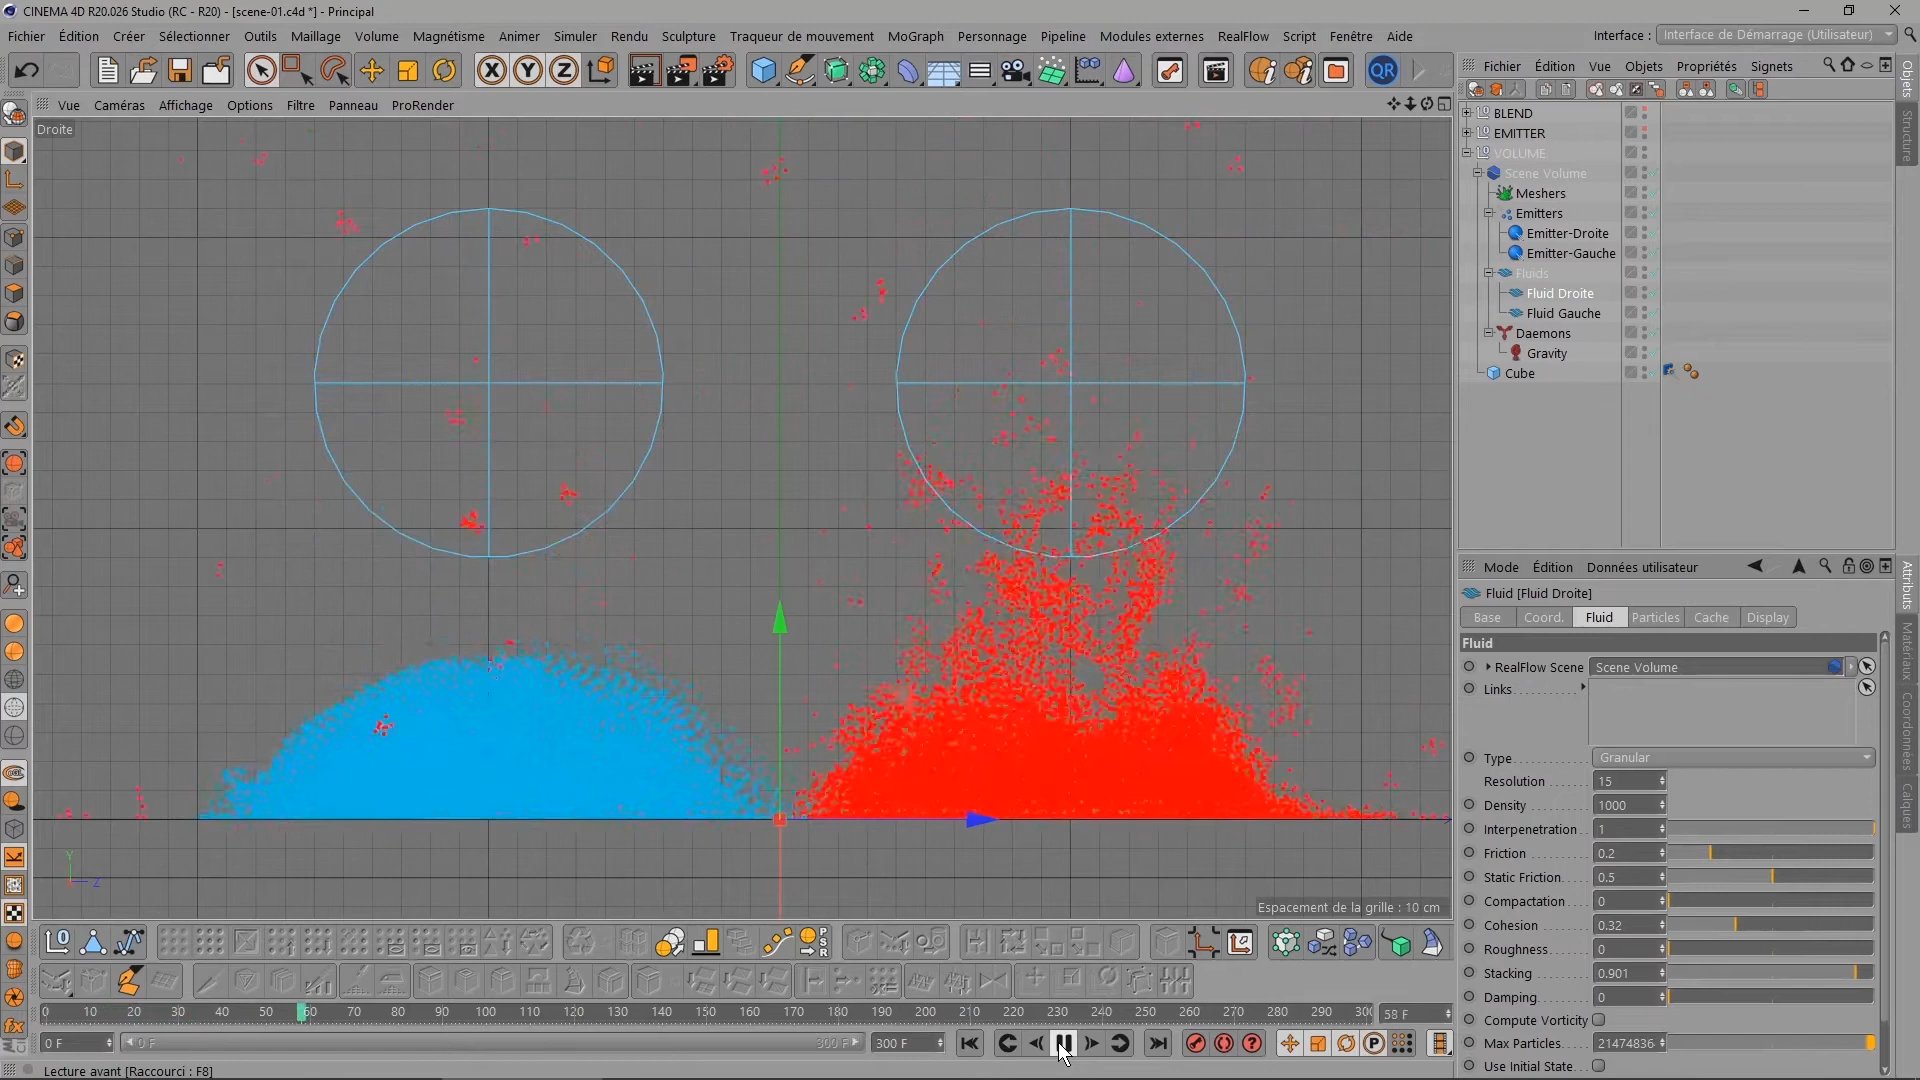 CINEMA 4D R20.026 Studio (RC - R20) - [scene-01.c4d *] - Principal
Fichier Édition Créer Sélectionner Outils Maillage Volume Magnétisme Animer Simuler Rendu Sculpture Traqueur de mouvement MoGraph Personnage Pipeline Modules externes RealFlow Script Fenêtre Aide
Interface : Interface de Démarrage (Utilisateur)
X Y Z QR
Fichier Édition Vue Objets Propriétés Signets
Vue Caméras Affichage Options Filtre Panneau ProRender
Droite
BLEND
EMITTER
VOLUME
Scene Volume
Meshers
Emitters
Emitter-Droite
Emitter-Gauche
Fluids
Fluid Droite
Fluid Gauche
Daemons
Gravity
Cube
Objets
Structure
Mode Édition Données utilisateur
Fluid [Fluid Droite]
Base Coord. Fluid Particles Cache Display
Fluid
RealFlow Scene Scene Volume
Links
Type Granular
Resolution 15
Density 1000
Interpenetration 1
Friction 0.2
Static Friction 0.5
Compactation 0
Cohesion 0.32
Roughness 0
Stacking 0.901
Damping 0
Compute Vorticity
Max Particles 21474836
Use Initial State
Attributs
Matériaux
Coordonnées
Calques
Y
Z
Espacement de la grille : 10 cm
PSR
0 10 20 30 40 50 60 70 80 90 100 110 120 130 140 150 160 170 180 190 200 210 220 230 240 250 260 270 280 290 300
58 F
0 F 0 F 300 F 300 F
P
Lecture avant [Raccourci : F8]